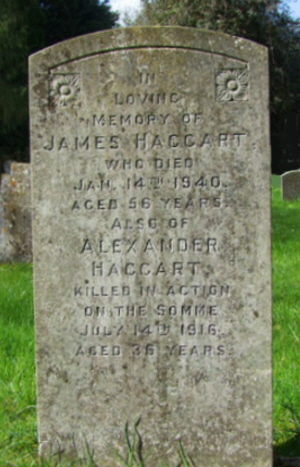 IN
LOVING
MEMORY OF
JAMES HAGGART
WHO DIED
JAN. 14TH 1940.
AGED 56 YEARS.
ALSO OF
ALEXANDER
HAGGART
KILLED IN ACTION
ON THE SOMME
JULY 14TH 1916.
AGED 36 YEARS.